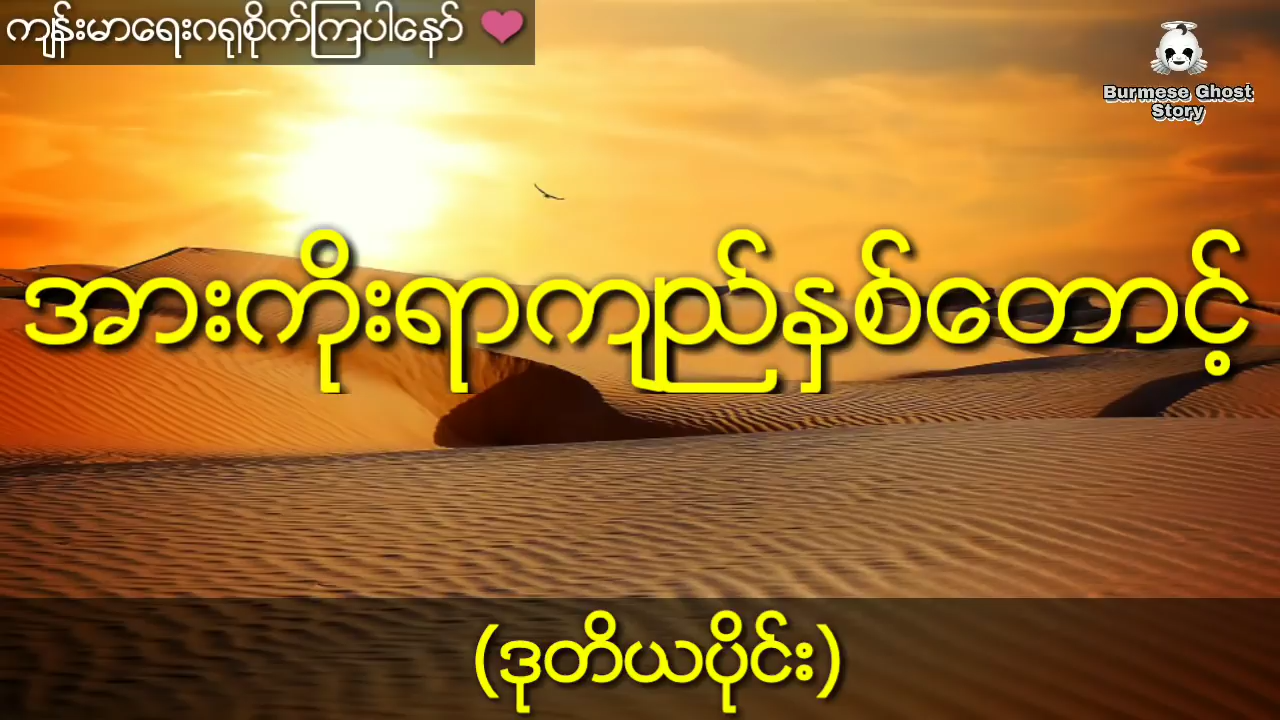 ကျန်းမာရေးဂရုစိုက်ကြပါနော် ❤
Burmese Ghost
Story
အားကိုးရာကျည်နှစ်တောင့်
(ဒုတိယပိုင်း)